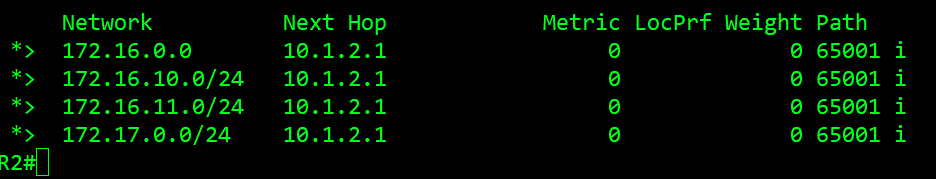 Network Next Hop Metric LocPrf Weight Path
*> 172.16.0.0 10.1.2.1 0 0 65001 i
*> 172.16.10.0/24 10.1.2.1 0 0 65001 i
*> 172.16.11.0/24 10.1.2.1 0 0 65001 i
*> 172.17.0.0/24 10.1.2.1 0 0 65001 i
R2#